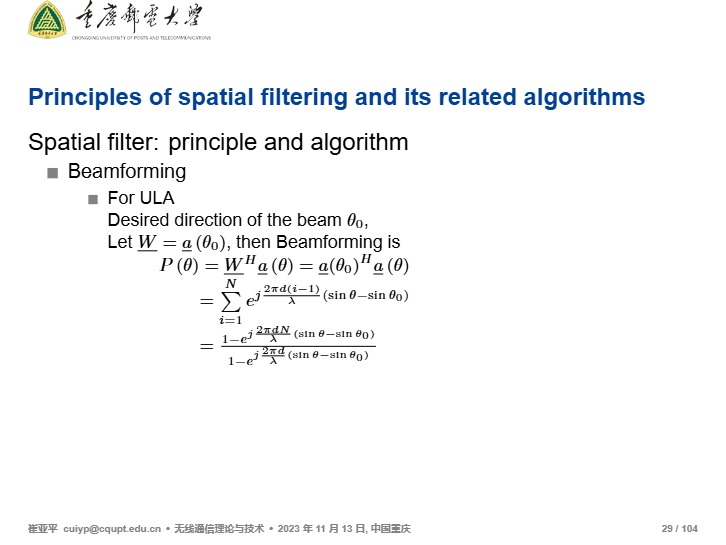 重庆邮电大学
CHONGQING UNIVERSITY OF POSTS AND TELECOMMUNICATIONS
Principles of spatial filtering and its related algorithms
Spatial filter: principle and algorithm
■ Beamforming
■ For ULA
Desired direction of the beam θ₀,
Let W = a (θ₀), then Beamforming is
P (θ) = W^H a (θ) = a(θ₀)^H a (θ)
= ∑_{i=1}^{N} e^{j \frac{2πd(i−1)}{λ} (sin θ−sin θ₀)}
= \frac{1−e^{j \frac{2πdN}{λ} (sin θ−sin θ₀)}}{1−e^{j \frac{2πd}{λ} (sin θ−sin θ₀)}}
崔亚平 cuiyp@cqupt.edu.cn • 无线通信理论与技术 • 2023 年 11 月 13 日, 中国重庆 29 / 104